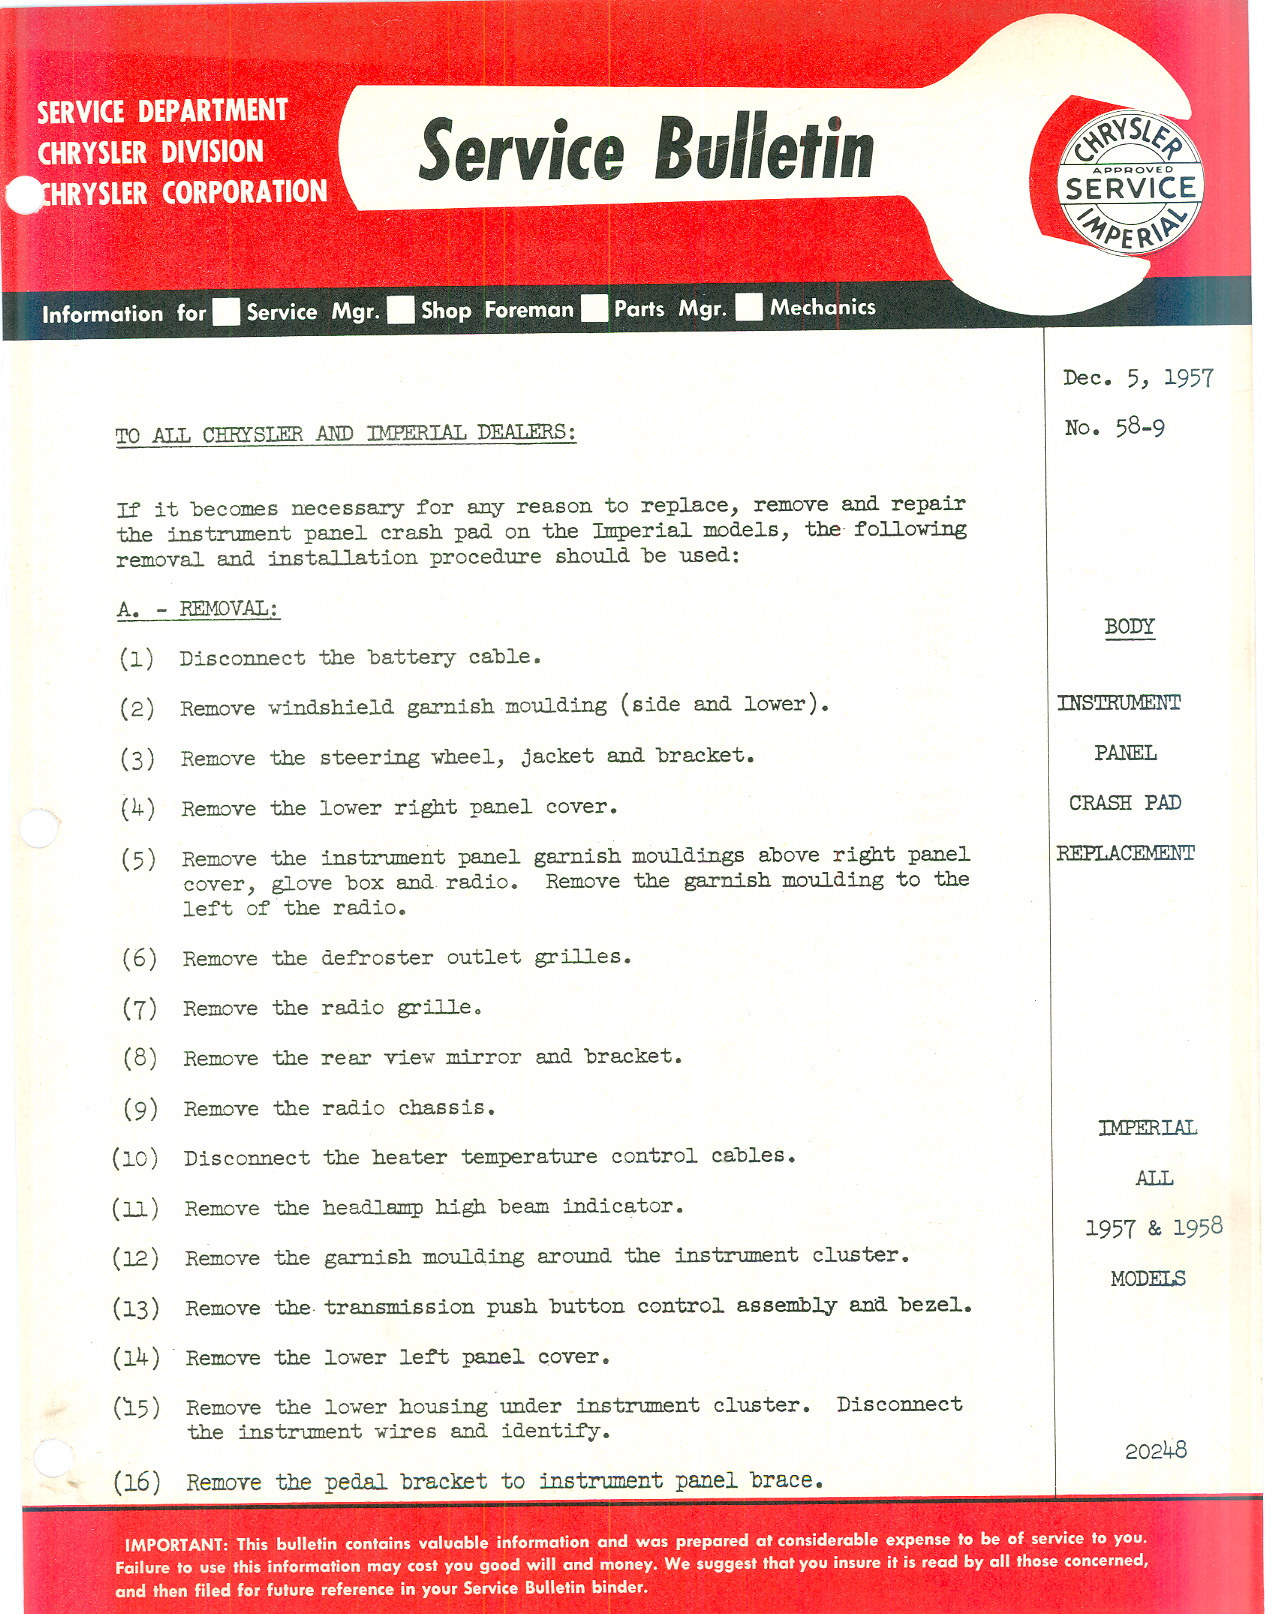 SERVICE DEPARTMENT
CHRYSLER DIVISION
CHRYSLER CORPORATION
Service Bulletin
CHRYSLER
APPROVED
SERVICE
IMPERIAL
Information for Service Mgr. Shop Foreman Parts Mgr. Mechanics
Dec. 5, 1957
No. 58-9
TO ALL CHRYSLER AND IMPERIAL DEALERS:
If it becomes necessary for any reason to replace, remove and repair
the instrument panel crash pad on the Imperial models, the following
removal and installation procedure should be used:
A. - REMOVAL:
(1) Disconnect the battery cable.
(2) Remove windshield garnish moulding (side and lower).
(3) Remove the steering wheel, jacket and bracket.
(4) Remove the lower right panel cover.
(5) Remove the instrument panel garnish mouldings above right panel
cover, glove box and radio. Remove the garnish moulding to the
left of the radio.
(6) Remove the defroster outlet grilles.
(7) Remove the radio grille.
(8) Remove the rear view mirror and bracket.
(9) Remove the radio chassis.
(10) Disconnect the heater temperature control cables.
(11) Remove the headlamp high beam indicator.
(12) Remove the garnish moulding around the instrument cluster.
(13) Remove the transmission push button control assembly and bezel.
(14) Remove the lower left panel cover.
(15) Remove the lower housing under instrument cluster. Disconnect
the instrument wires and identify.
(16) Remove the pedal bracket to instrument panel brace.
BODY
INSTRUMENT
PANEL
CRASH PAD
REPLACEMENT
IMPERIAL
ALL
1957 & 1958
MODELS
20248
IMPORTANT: This bulletin contains valuable information and was prepared at considerable expense to be of service to you.
Failure to use this information may cost you good will and money. We suggest that you insure it is read by all those concerned,
and then filed for future reference in your Service Bulletin binder.